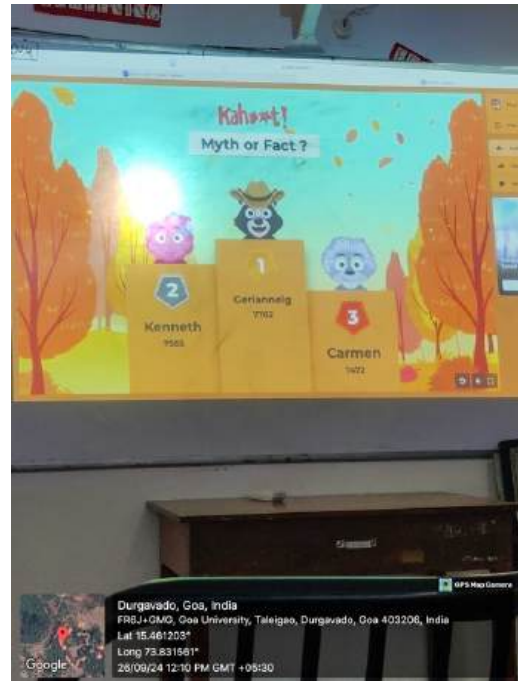 Kahoot!
Myth or Fact?
1
2
Gerianneig
Kenneth
3
Carmen
GPS Map Camera
Durgavado, Goa, India
FR6J+GMG, Goa University, Taleigao, Durgavado, Goa 403206, India
Lat 15.461203°
Long 73.831561°
26/09/24 12:10 PM GMT +05:30
Google